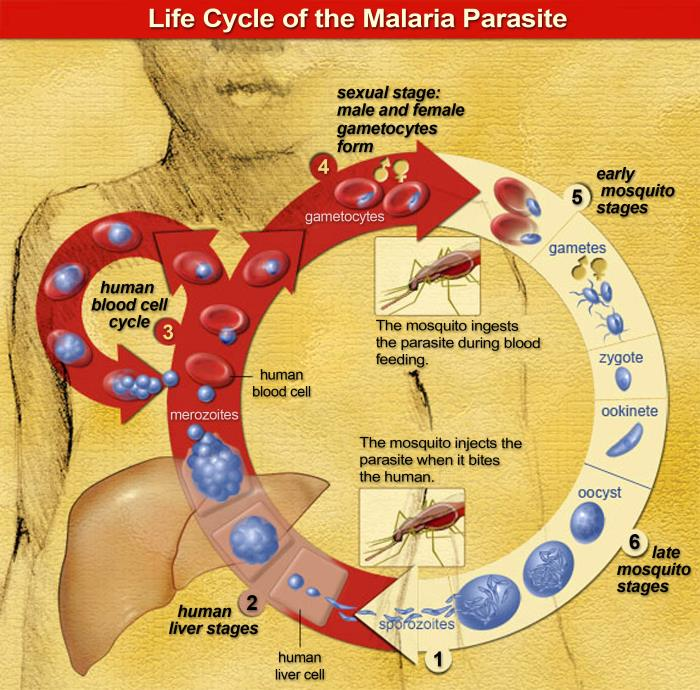 Life Cycle of the Malaria Parasite
sexual stage:
male and female
gametocytes
form
4
gametocytes
early
mosquito
stages
5
gametes
human
blood cell
cycle
3
The mosquito ingests
the parasite during blood
feeding.
zygote
human
blood cell
merozoites
ookinete
The mosquito injects the
parasite when it bites
the human.
oocyst
6
late
mosquito
stages
2
human
liver stages
sporozoites
1
human
liver cell